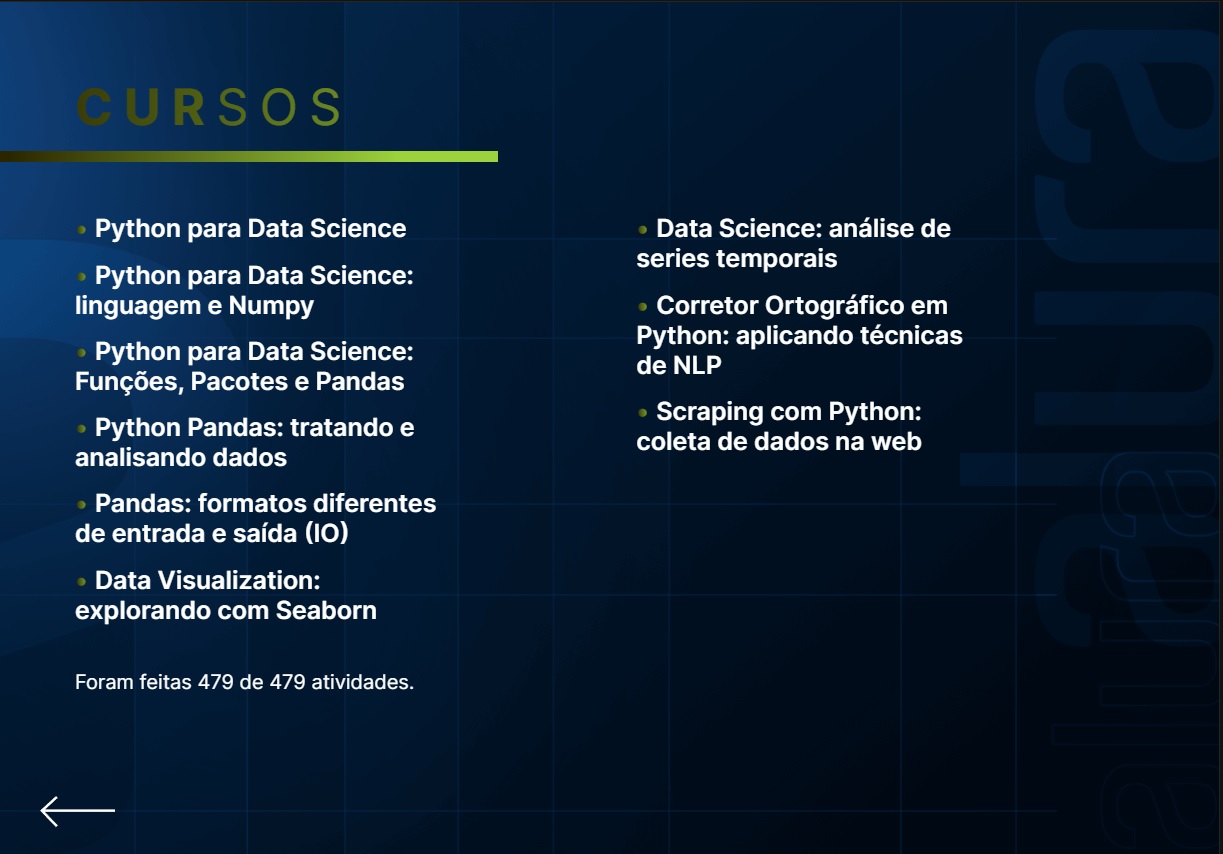 CURSOS
• Python para Data Science
• Python para Data Science:
linguagem e Numpy
• Python para Data Science:
Funções, Pacotes e Pandas
• Python Pandas: tratando e
analisando dados
• Pandas: formatos diferentes
de entrada e saída (IO)
• Data Visualization:
explorando com Seaborn
• Data Science: análise de
series temporais
• Corretor Ortográfico em
Python: aplicando técnicas
de NLP
• Scraping com Python:
coleta de dados na web
Foram feitas 479 de 479 atividades.
alura
alura